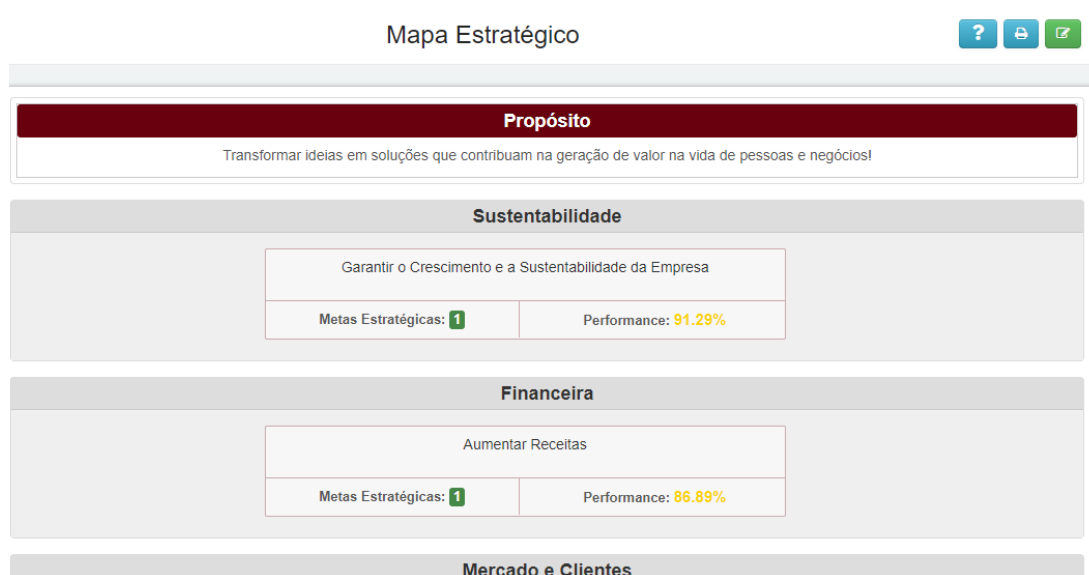 Mapa Estratégico
?
Propósito
Transformar ideias em soluções que contribuam na geração de valor na vida de pessoas e negócios!
Sustentabilidade
Garantir o Crescimento e a Sustentabilidade da Empresa
Metas Estratégicas: 1 Performance: 91.29%
Financeira
Aumentar Receitas
Metas Estratégicas: 1 Performance: 86.89%
Mercado e Clientes